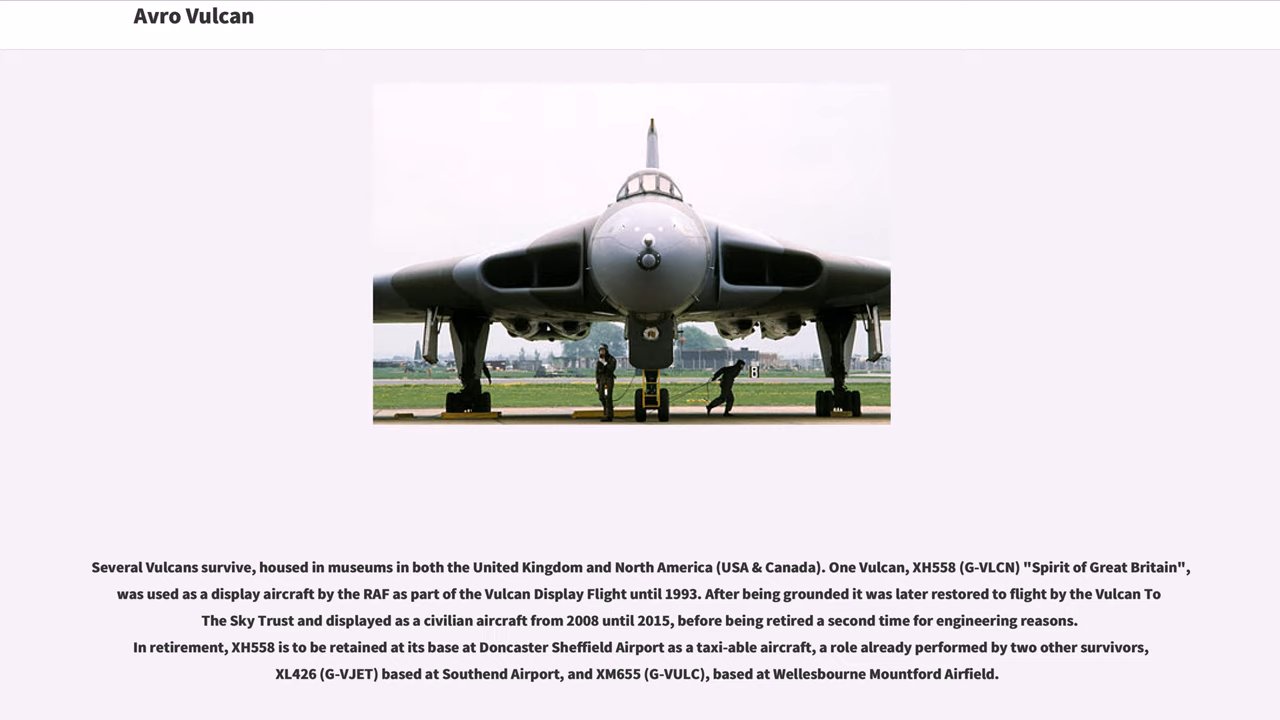 Avro Vulcan
8
Several Vulcans survive, housed in museums in both the United Kingdom and North America (USA & Canada). One Vulcan, XH558 (G-VLCN) "Spirit of Great Britain",
was used as a display aircraft by the RAF as part of the Vulcan Display Flight until 1993. After being grounded it was later restored to flight by the Vulcan To
The Sky Trust and displayed as a civilian aircraft from 2008 until 2015, before being retired a second time for engineering reasons.
In retirement, XH558 is to be retained at its base at Doncaster Sheffield Airport as a taxi-able aircraft, a role already performed by two other survivors,
XL426 (G-VJET) based at Southend Airport, and XM655 (G-VULC), based at Wellesbourne Mountford Airfield.